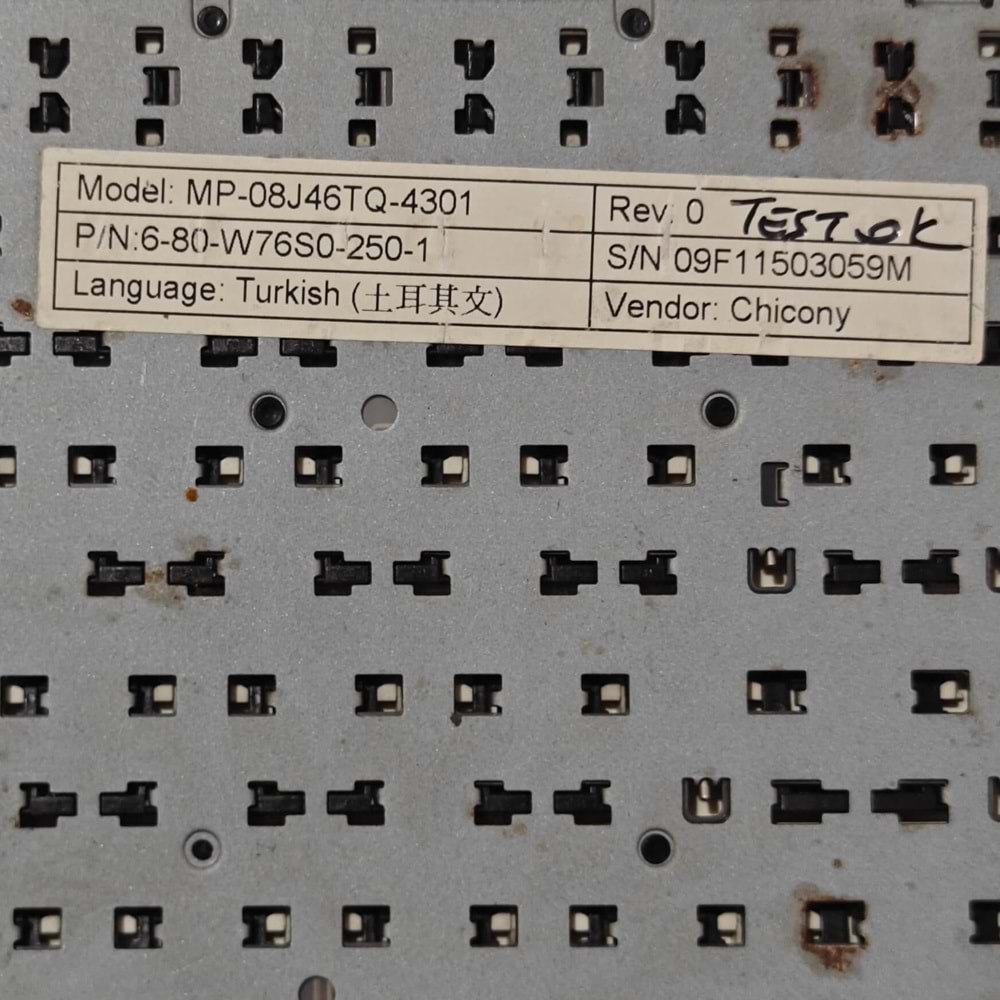 Model: MP-08J46TQ-4301
Rev: 0 TEST OK
P/N:6-80-W76S0-250-1
S/N 09F11503059M
Language: Turkish (土耳其文)
Vendor: Chicony